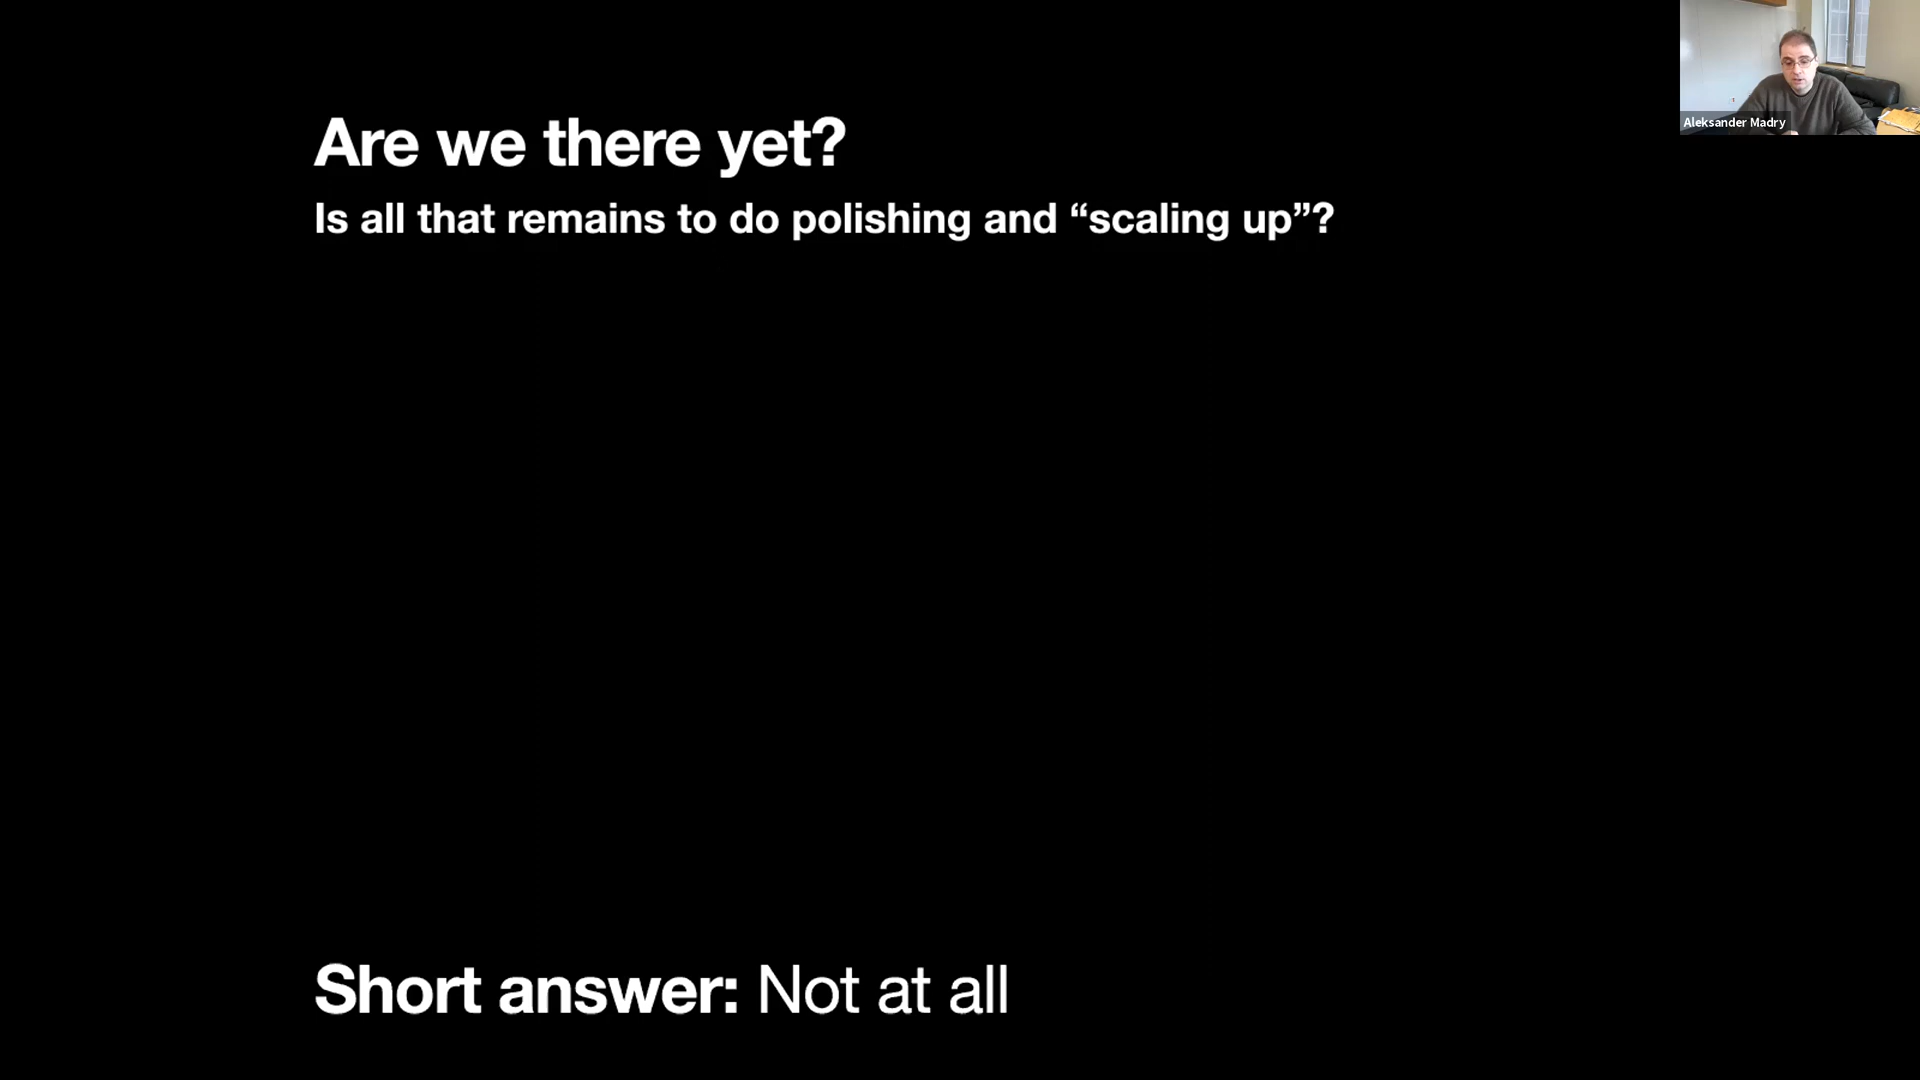 Aleksander Madry
Are we there yet?
Is all that remains to do polishing and “scaling up”?
Short answer: Not at all